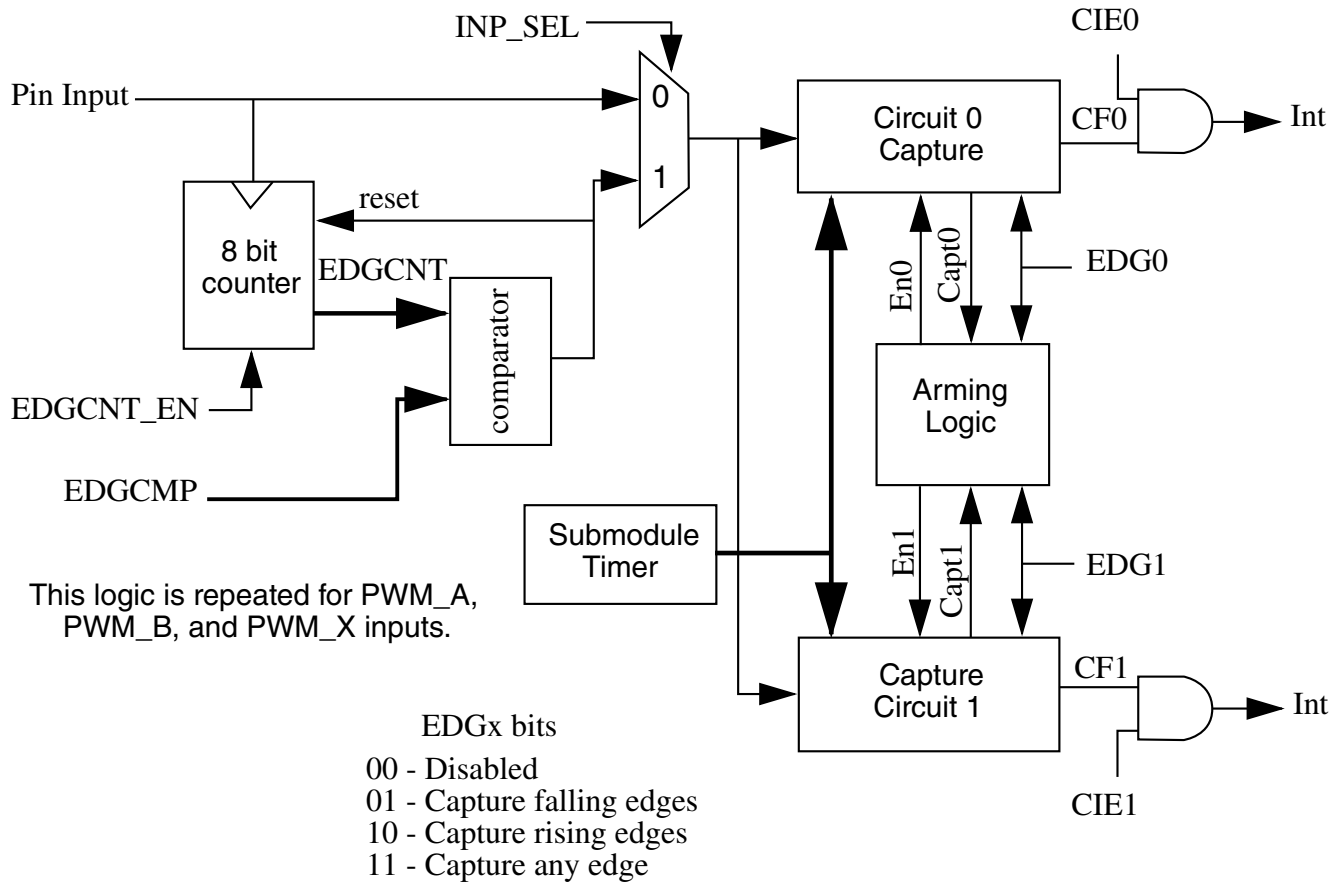 CIE0
INP_SEL
Pin Input
0
Circuit 0
Capture
CF0
Int
1
reset
8 bit
counter
EDGCNT
comparator
En0
Capt0
EDG0
EDGCNT_EN
Arming
Logic
EDGCMP
Submodule
Timer
En1
Capt1
EDG1
This logic is repeated for PWM_A,
PWM_B, and PWM_X inputs.
Capture
Circuit 1
CF1
Int
CIE1
EDGx bits
00 - Disabled
01 - Capture falling edges
10 - Capture rising edges
11 - Capture any edge